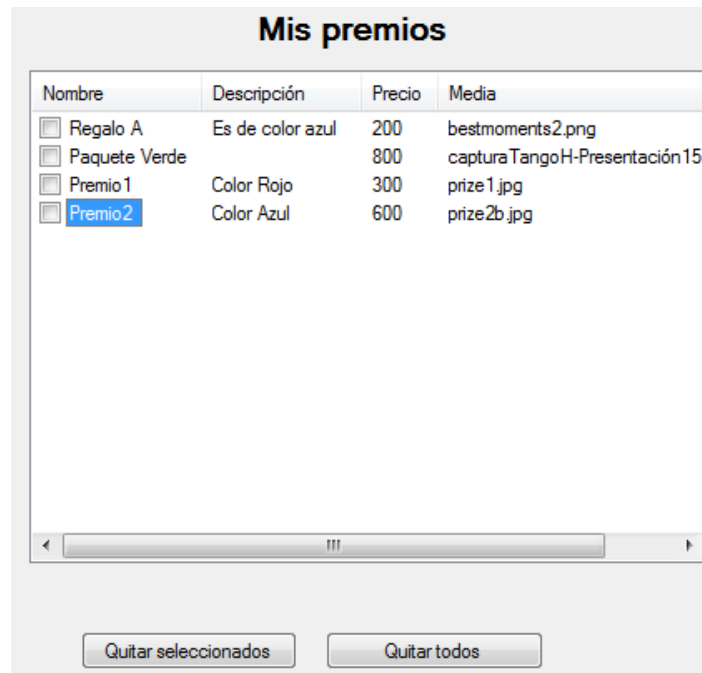 Mis premios
Nombre Descripción Precio Media
Regalo A Es de color azul 200 bestmoments2.png
Paquete Verde 800 capturaTangoH-Presentación15
Premio1 Color Rojo 300 prize1.jpg
Premio2 Color Azul 600 prize2b.jpg
Quitar seleccionados Quitar todos